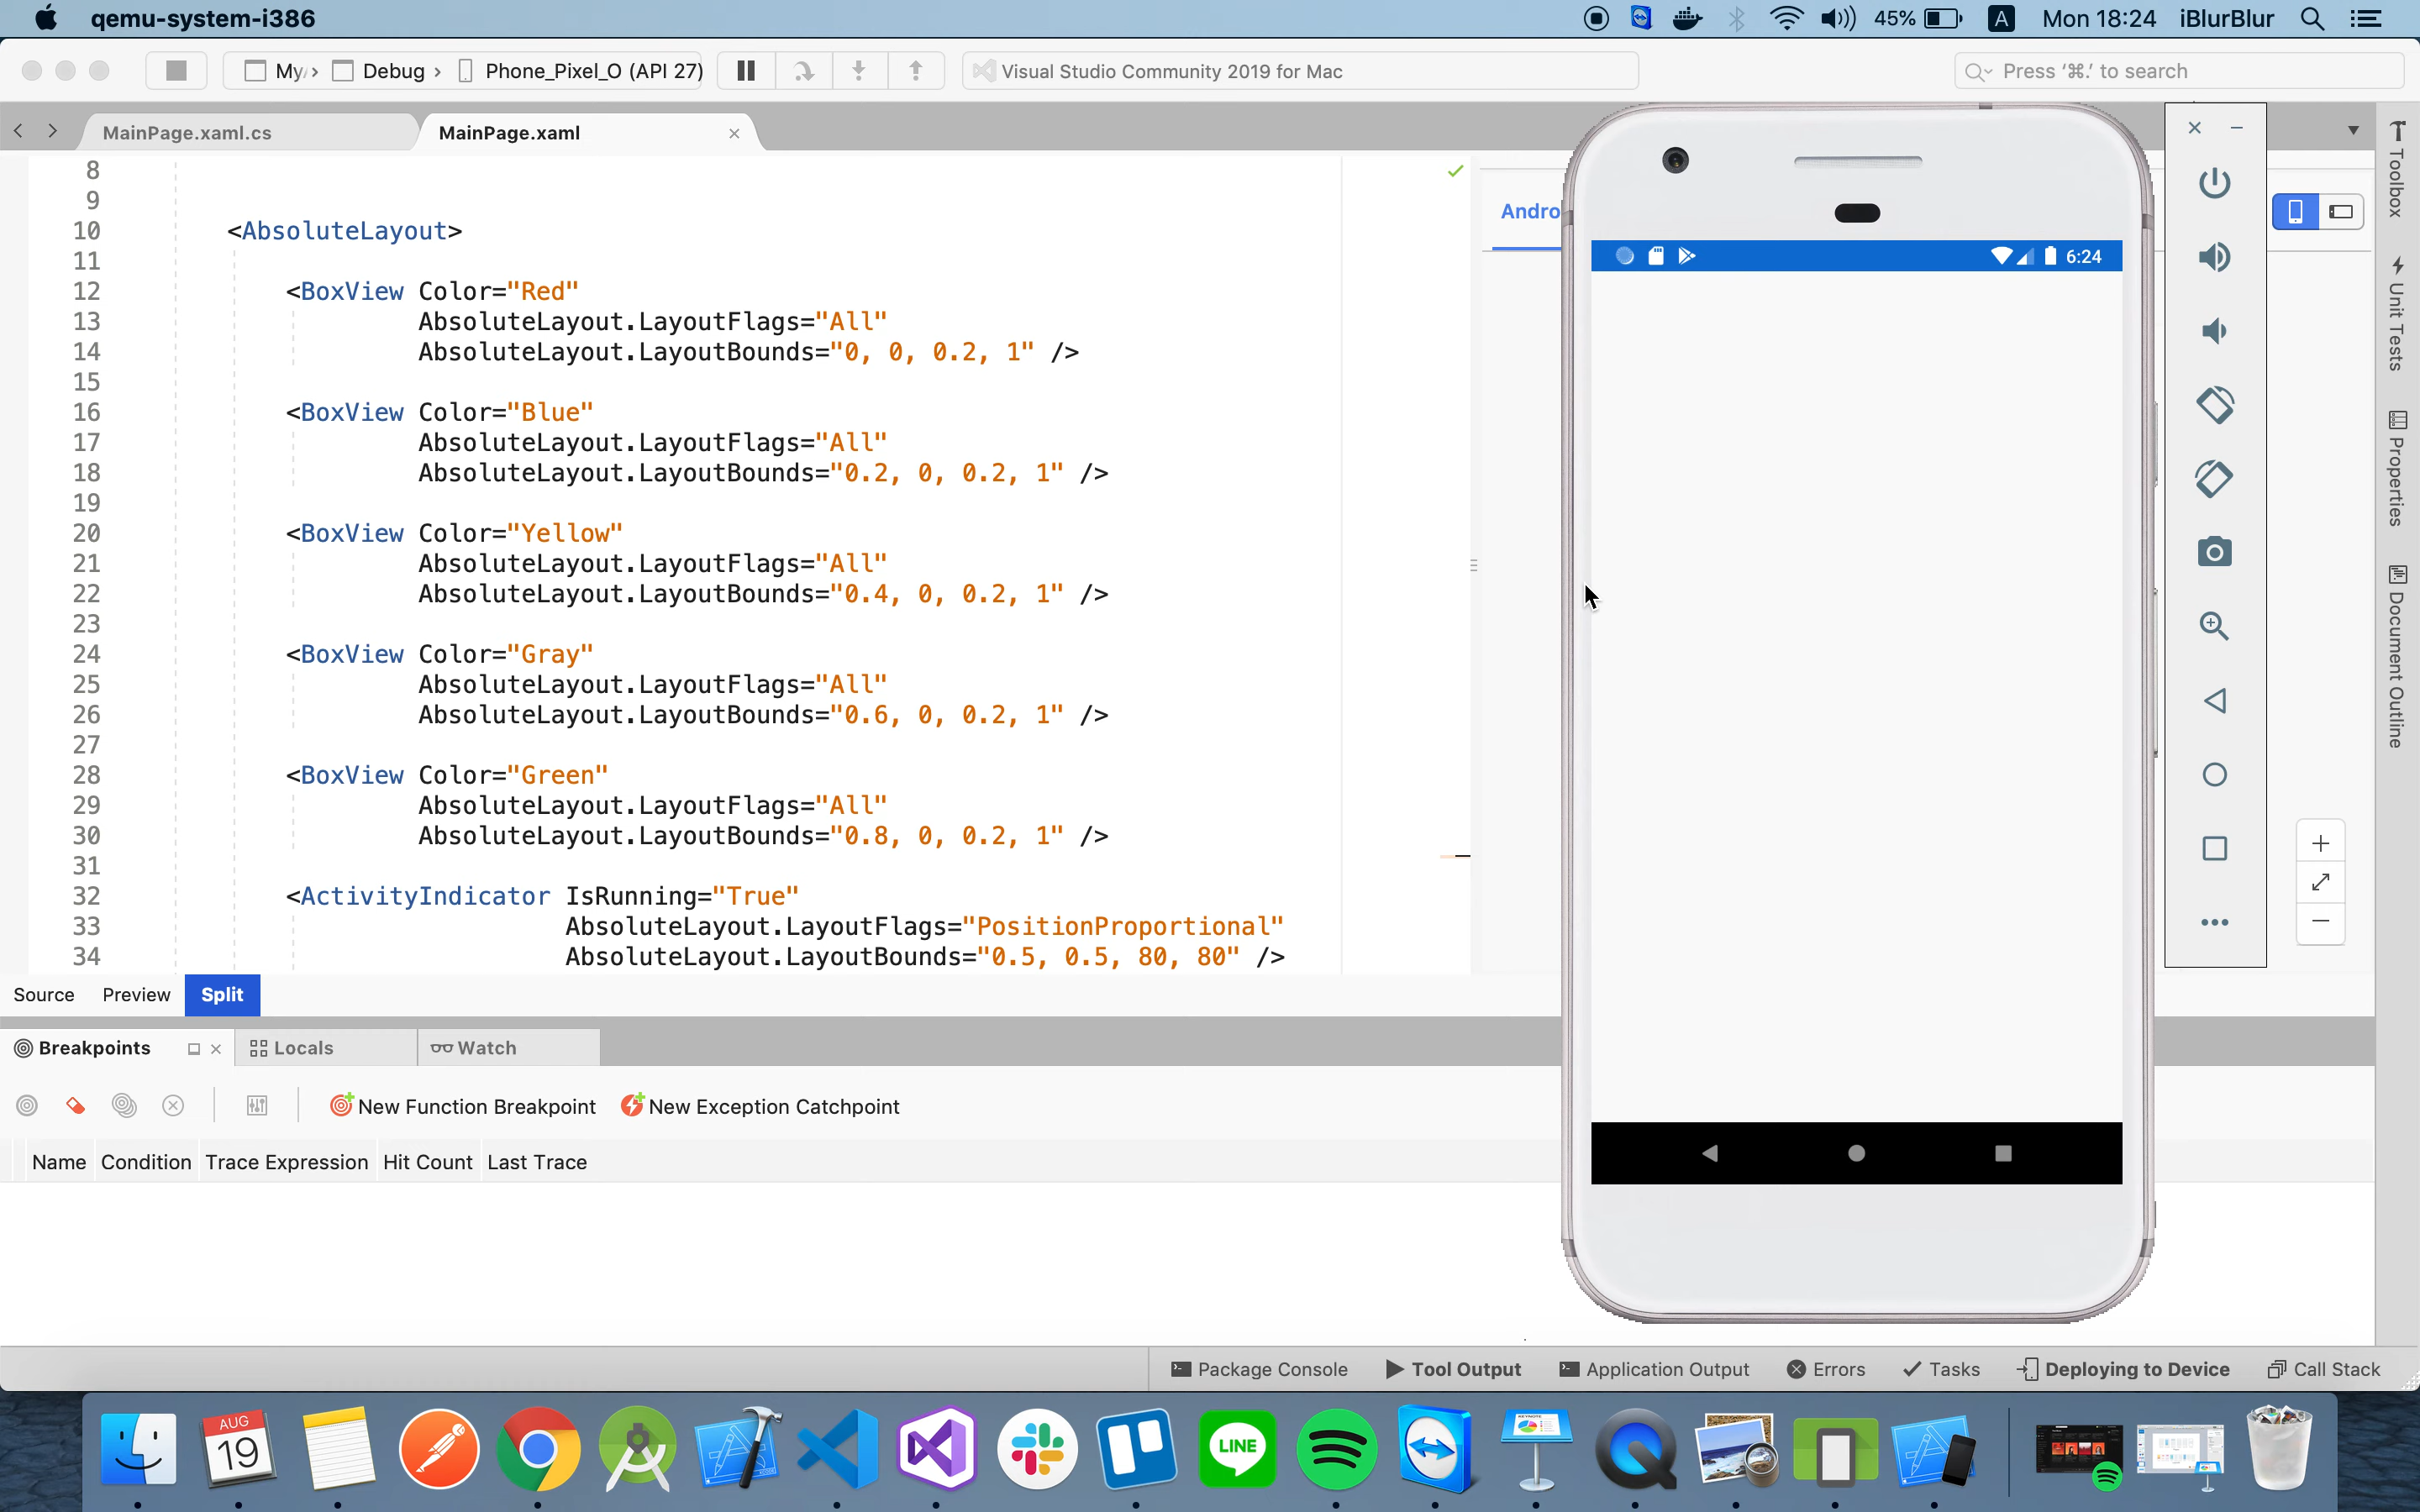 qemu-system-i386
45%
A
Mon 18:24
iBlurBlur
My
Debug
Phone_Pixel_O (API 27)
Visual Studio Community 2019 for Mac
Press ‘⌘.’ to search
MainPage.xaml.cs
MainPage.xaml
8
9
10 <AbsoluteLayout>
11
12 <BoxView Color="Red"
13 AbsoluteLayout.LayoutFlags="All"
14 AbsoluteLayout.LayoutBounds="0, 0, 0.2, 1" />
15
16 <BoxView Color="Blue"
17 AbsoluteLayout.LayoutFlags="All"
18 AbsoluteLayout.LayoutBounds="0.2, 0, 0.2, 1" />
19
20 <BoxView Color="Yellow"
21 AbsoluteLayout.LayoutFlags="All"
22 AbsoluteLayout.LayoutBounds="0.4, 0, 0.2, 1" />
23
24 <BoxView Color="Gray"
25 AbsoluteLayout.LayoutFlags="All"
26 AbsoluteLayout.LayoutBounds="0.6, 0, 0.2, 1" />
27
28 <BoxView Color="Green"
29 AbsoluteLayout.LayoutFlags="All"
30 AbsoluteLayout.LayoutBounds="0.8, 0, 0.2, 1" />
31
32 <ActivityIndicator IsRunning="True"
33 AbsoluteLayout.LayoutFlags="PositionProportional"
34 AbsoluteLayout.LayoutBounds="0.5, 0.5, 80, 80" />
Andro
6:24
Toolbox
Unit Tests
Properties
Document Outline
Source
Preview
Split
Breakpoints
Locals
Watch
New Function Breakpoint
New Exception Catchpoint
Name
Condition
Trace Expression
Hit Count
Last Trace
Package Console
Tool Output
Application Output
Errors
Tasks
Deploying to Device
Call Stack
AUG
19
LINE